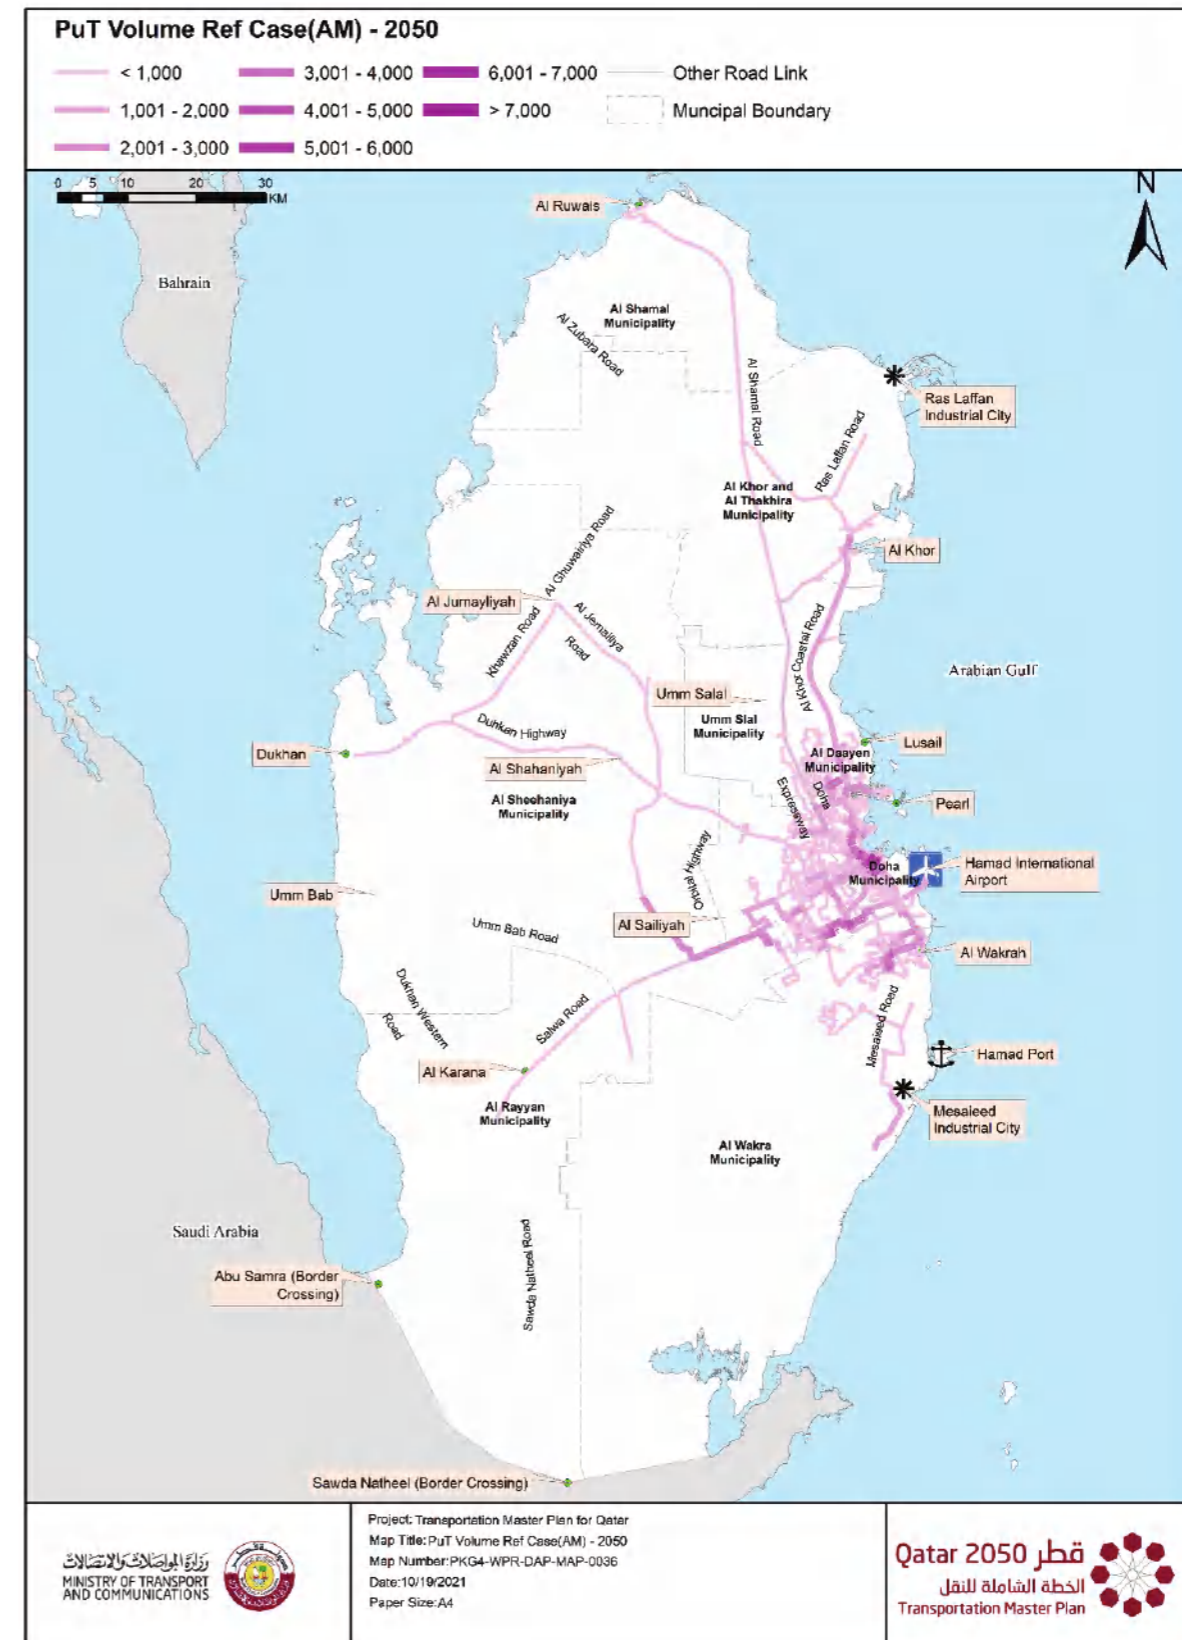 PuT Volume Ref Case(AM) - 2050
< 1,000
1,001 - 2,000
2,001 - 3,000
3,001 - 4,000
4,001 - 5,000
5,001 - 6,000
6,001 - 7,000
> 7,000
Other Road Link
Muncipal Boundary
0 5 10 20 30
KM
N
Al Ruwais
Bahrain
Al Shamal
Municipality
Al Zubara Road
Al Shamal Road
Ras Laffan
Industrial City
Ras Laffan Road
Al Khor and
Al Thakhira
Municipality
Al Khor
Al Ghuwairiya Road
Al Jumayliyah
Al Jemailiya
Road
Khawzan Road
Al Khor Coastal Road
Arabian Gulf
Umm Salal
Umm Slal
Municipality
Duhkan Highway
Dukhan
Lusail
Al Daayen
Municipality
Al Shahaniyah
Al Sheehaniya
Municipality
Doha
Expressway
Pearl
Orbital Highway
Doha
Municipality
Hamad International
Airport
Umm Bab
Al Sailiyah
Umm Bab Road
Al Wakrah
Dukhan Western
Road
Salwa Road
Mesaieed Road
Hamad Port
Al Karana
Al Rayyan
Municipality
Mesaieed
Industrial City
Al Wakra
Municipality
Saudi Arabia
Sawda Natheel Road
Abu Samra (Border
Crossing)
Sawda Natheel (Border Crossing)
وزارة المواصلات والاتصالات
MINISTRY OF TRANSPORT
AND COMMUNICATIONS
Project: Transportation Master Plan for Qatar
Map Title:PuT Volume Ref Case(AM) - 2050
Map Number:PKG4-WPR-DAP-MAP-0036
Date:10/19/2021
Paper Size:A4
Qatar 2050 قطر
الخطة الشاملة للنقل
Transportation Master Plan